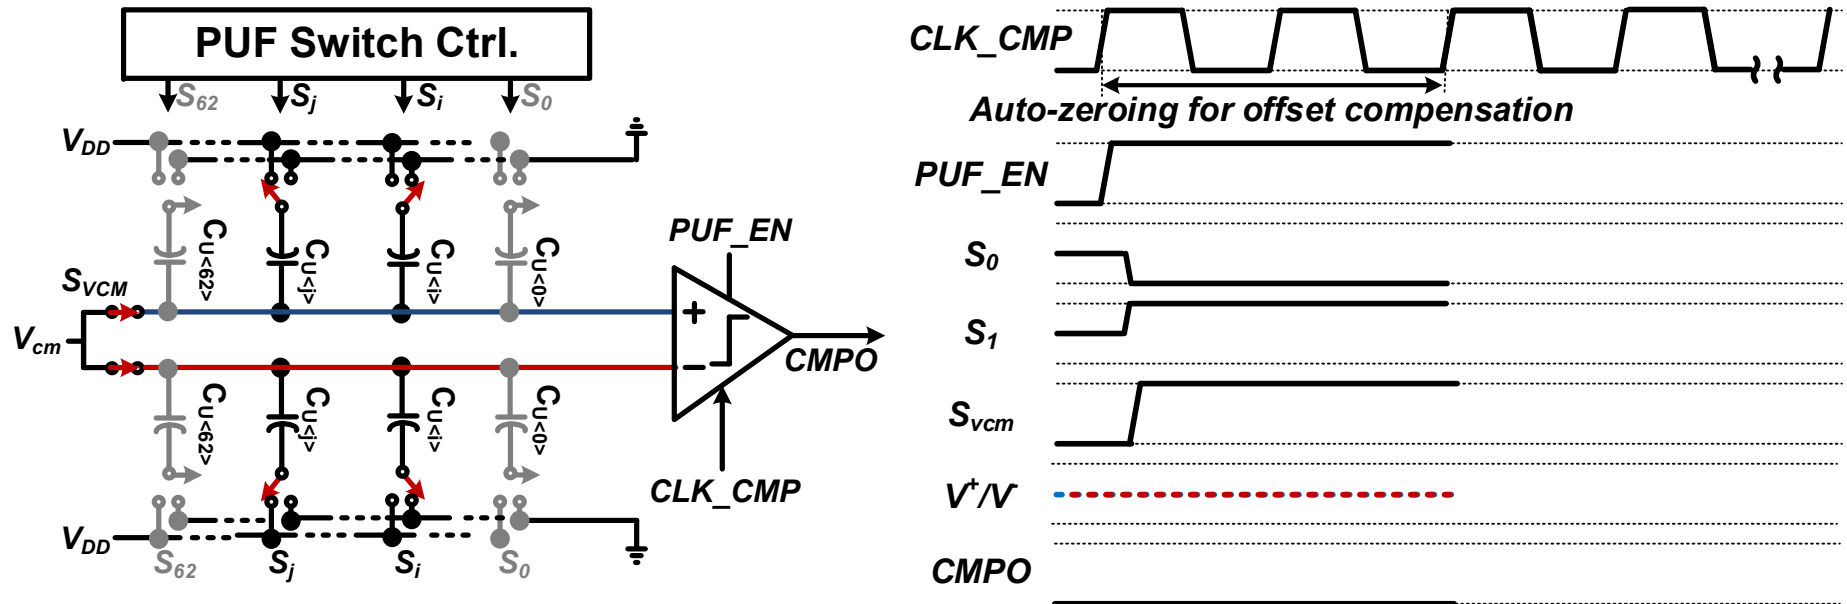 PUF Switch Ctrl.
S62 Sj Si S0
VDD
CU<62> CU<j> CU<i> CU<0>
PUF_EN
SVCM
+
Vcm
CMPO
−
CU<62> CU<j> CU<i> CU<0>
CLK_CMP
VDD
S62 Sj Si S0
CLK_CMP
Auto-zeroing for offset compensation
PUF_EN
S0
S1
Svcm
V+/V-
CMPO